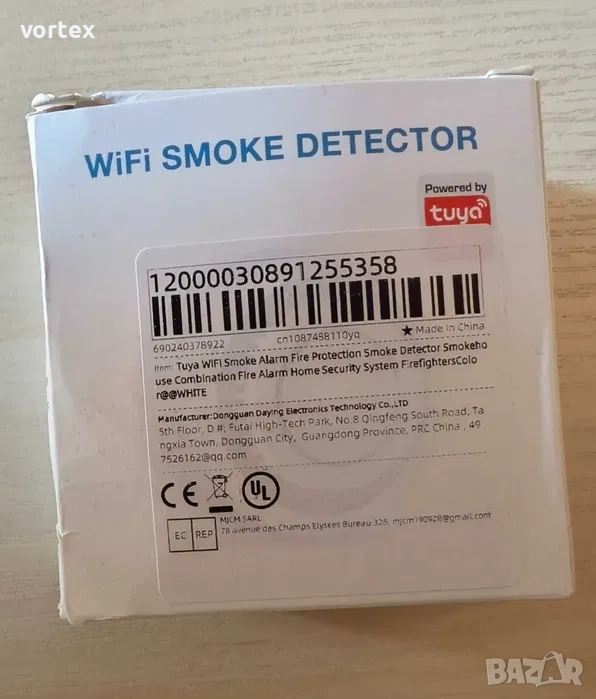 vortex
WiFi SMOKE DETECTOR
Powered by
tuya
12000030891255358
690240378922 cn1087488110yq ★ Made in China
Item: Tuya WIFI Smoke Alarm Fire Protection Smoke Detector Smokeho
use Combination Fire Alarm Home Security System FirefightersColo
r@@WHITE
Manufacturer:Dongguan Daying Electronics Technology Co.,LTD
5th Floor, D #; Futai High-Tech Park, No.8 Qingfeng South Road, Ta
ngxia Town, Dongguan City, Guangdong Province, PRC China , 49
7526162@qq.com
CE UL
MJCM SARL
EC REP 78 avenue des Champs Elysees Bureau 326, mjcm190928@gmail.com
BAZAR